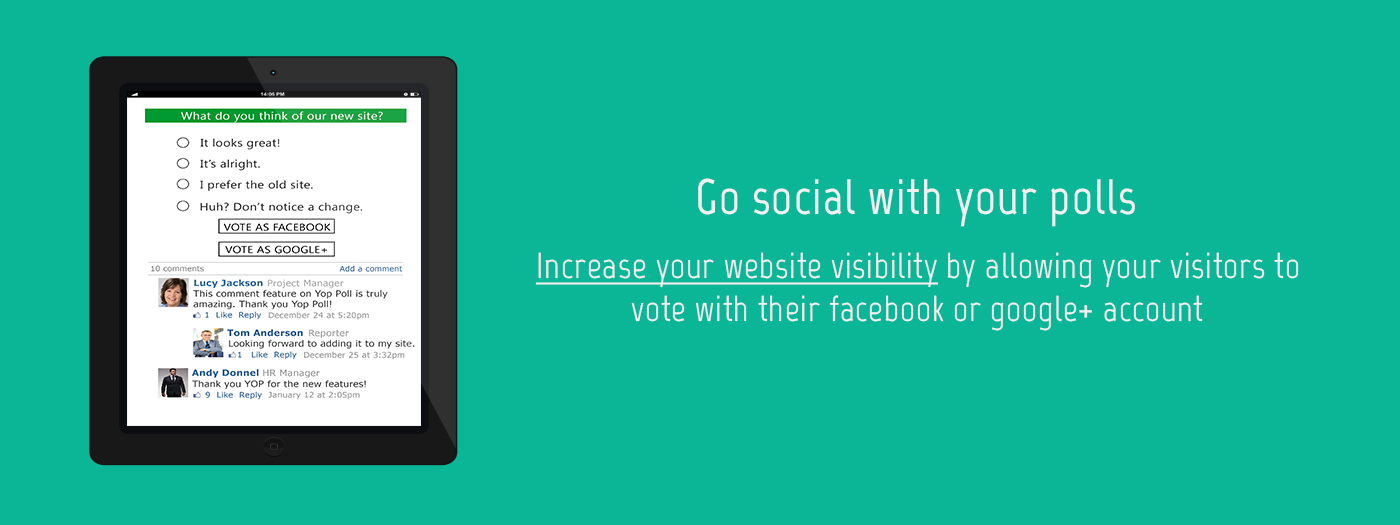 14:06 PM
What do you think of our new site?
It looks great!
It's alright.
I prefer the old site.
Huh? Don't notice a change.
VOTE AS FACEBOOK
VOTE AS GOOGLE+
10 comments Add a comment
Lucy Jackson Project Manager
This comment feature on Yop Poll is truly
amazing. Thank you Yop Poll!
1 Like Reply December 24 at 5:20pm
Tom Anderson Reporter
Looking forward to adding it to my site.
1 Like Reply December 25 at 3:32pm
Andy Donnel HR Manager
Thank you YOP for the new features!
9 Like Reply January 12 at 2:05pm
Go social with your polls
Increase your website visibility by allowing your visitors to
vote with their facebook or google+ account